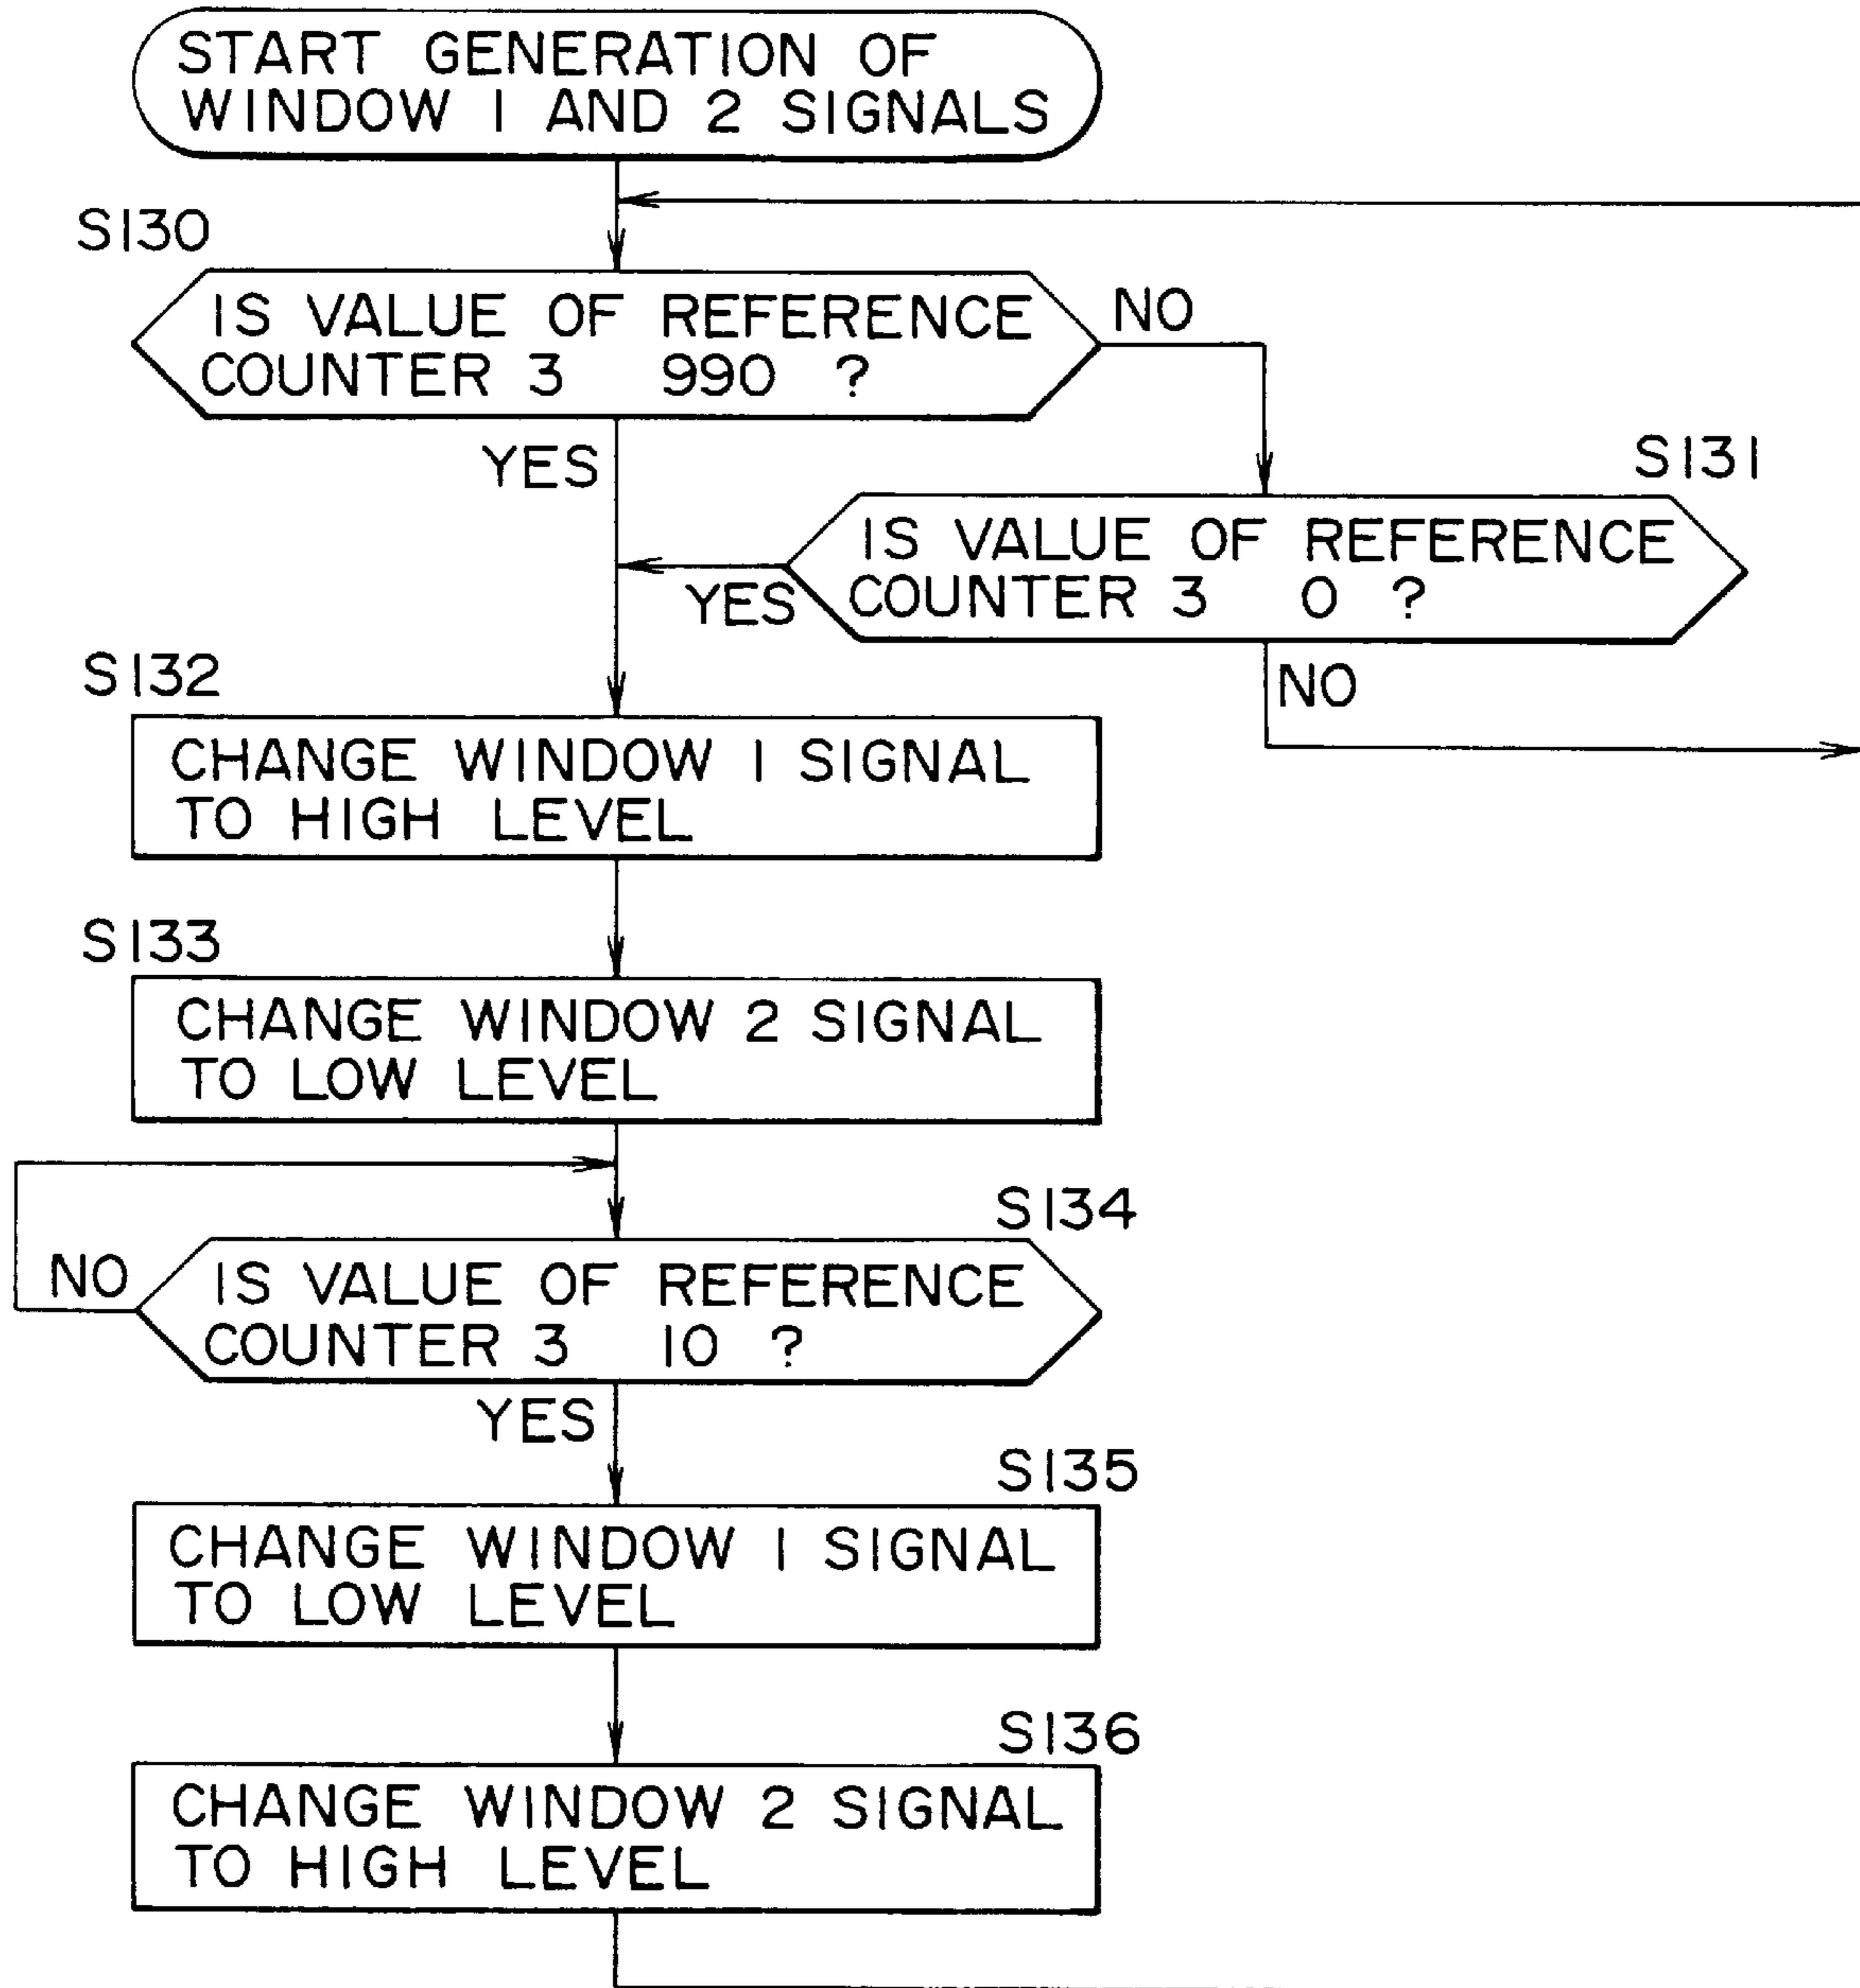 START GENERATION OF
WINDOW 1 AND 2 SIGNALS
S130
IS VALUE OF REFERENCE
COUNTER 3 990 ?
NO
YES
S131
IS VALUE OF REFERENCE
COUNTER 3 0 ?
YES
NO
S132
CHANGE WINDOW 1 SIGNAL
TO HIGH LEVEL
S133
CHANGE WINDOW 2 SIGNAL
TO LOW LEVEL
S134
NO
IS VALUE OF REFERENCE
COUNTER 3 10 ?
YES
S135
CHANGE WINDOW 1 SIGNAL
TO LOW LEVEL
S136
CHANGE WINDOW 2 SIGNAL
TO HIGH LEVEL